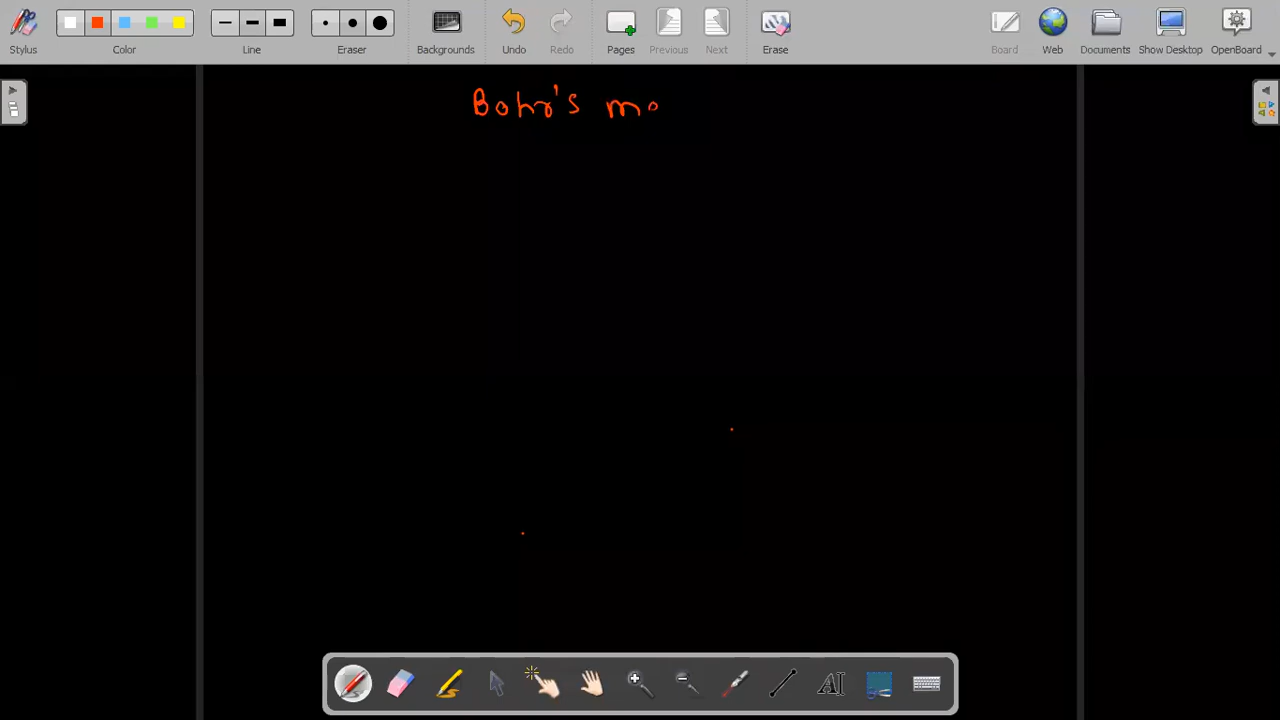 Stylus Color Line Eraser Backgrounds Undo Redo Pages Previous Next Erase Board Web Documents Show Desktop OpenBoard
Bohr's mo
AI